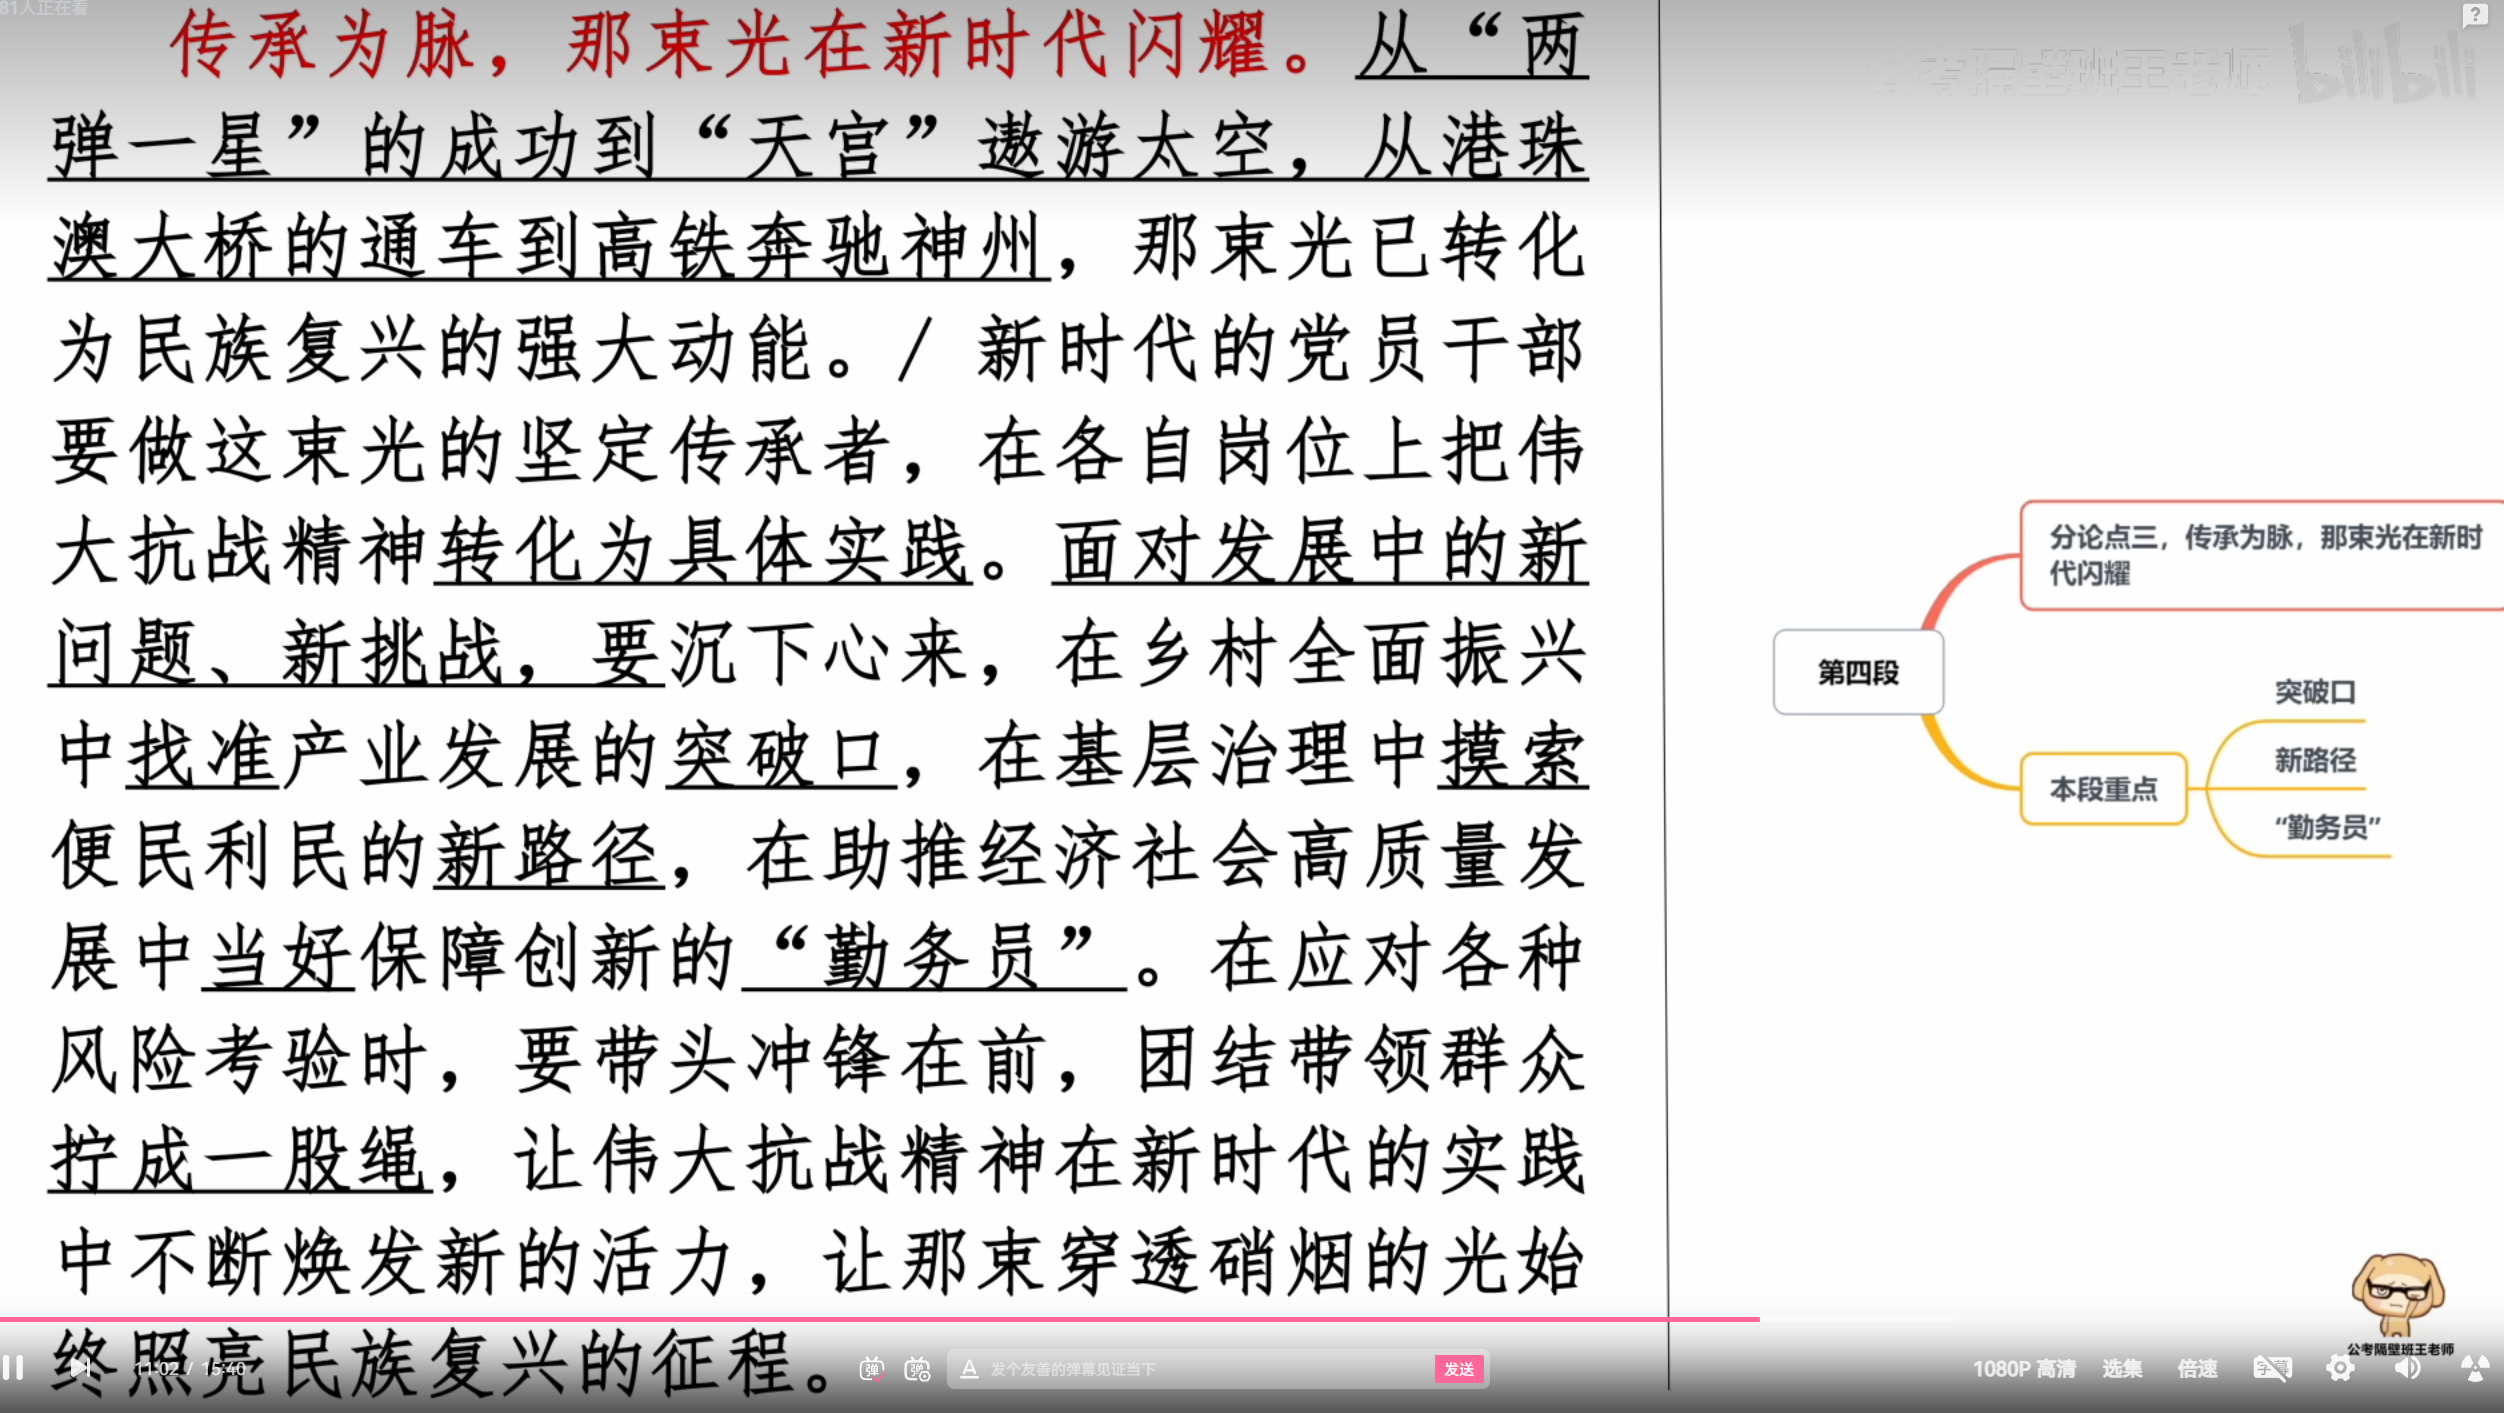 81人正在看
公考隔壁班王老师 bilibili
传承为脉，那束光在新时代闪耀。从“两
弹一星”的成功到“天宫”遨游太空，从港珠
澳大桥的通车到高铁奔驰神州，那束光已转化
为民族复兴的强大动能。/ 新时代的党员干部
要做这束光的坚定传承者，在各自岗位上把伟
大抗战精神转化为具体实践。面对发展中的新
问题、新挑战，要沉下心来，在乡村全面振兴
中找准产业发展的突破口，在基层治理中摸索
便民利民的新路径，在助推经济社会高质量发
展中当好保障创新的“勤务员”。在应对各种
风险考验时，要带头冲锋在前，团结带领群众
拧成一股绳，让伟大抗战精神在新时代的实践
中不断焕发新的活力，让那束穿透硝烟的光始
终照亮民族复兴的征程。
第四段
分论点三，传承为脉，那束光在新时
代闪耀
本段重点
突破口
新路径
“勤务员”
公考隔壁班王老师
11:02 / 15:40
弹
弹
A 发个友善的弹幕见证当下
发送
1080P 高清
选集
倍速
字幕